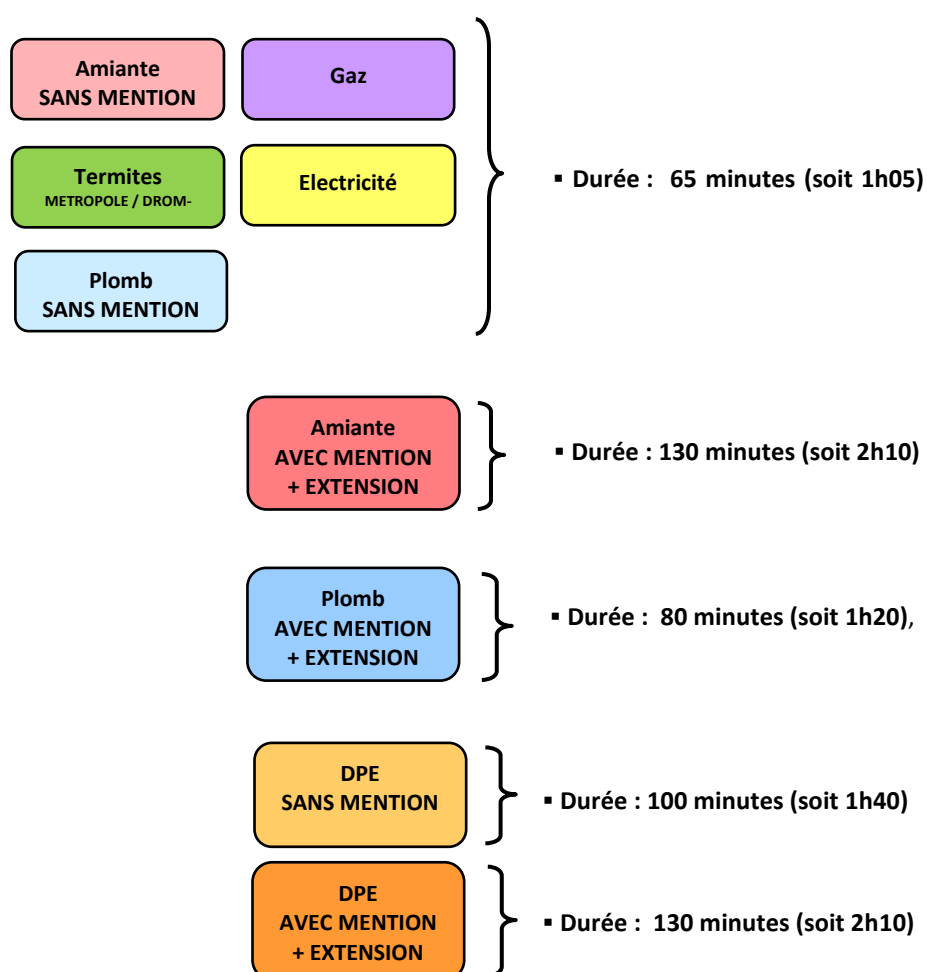 Amiante
SANS MENTION
Gaz
Termites
METROPOLE / DROM-
Electricité
Plomb
SANS MENTION
▪ Durée : 65 minutes (soit 1h05)
Amiante
AVEC MENTION
+ EXTENSION
▪ Durée : 130 minutes (soit 2h10)
Plomb
AVEC MENTION
+ EXTENSION
▪ Durée : 80 minutes (soit 1h20),
DPE
SANS MENTION
▪ Durée : 100 minutes (soit 1h40)
DPE
AVEC MENTION
+ EXTENSION
▪ Durée : 130 minutes (soit 2h10)